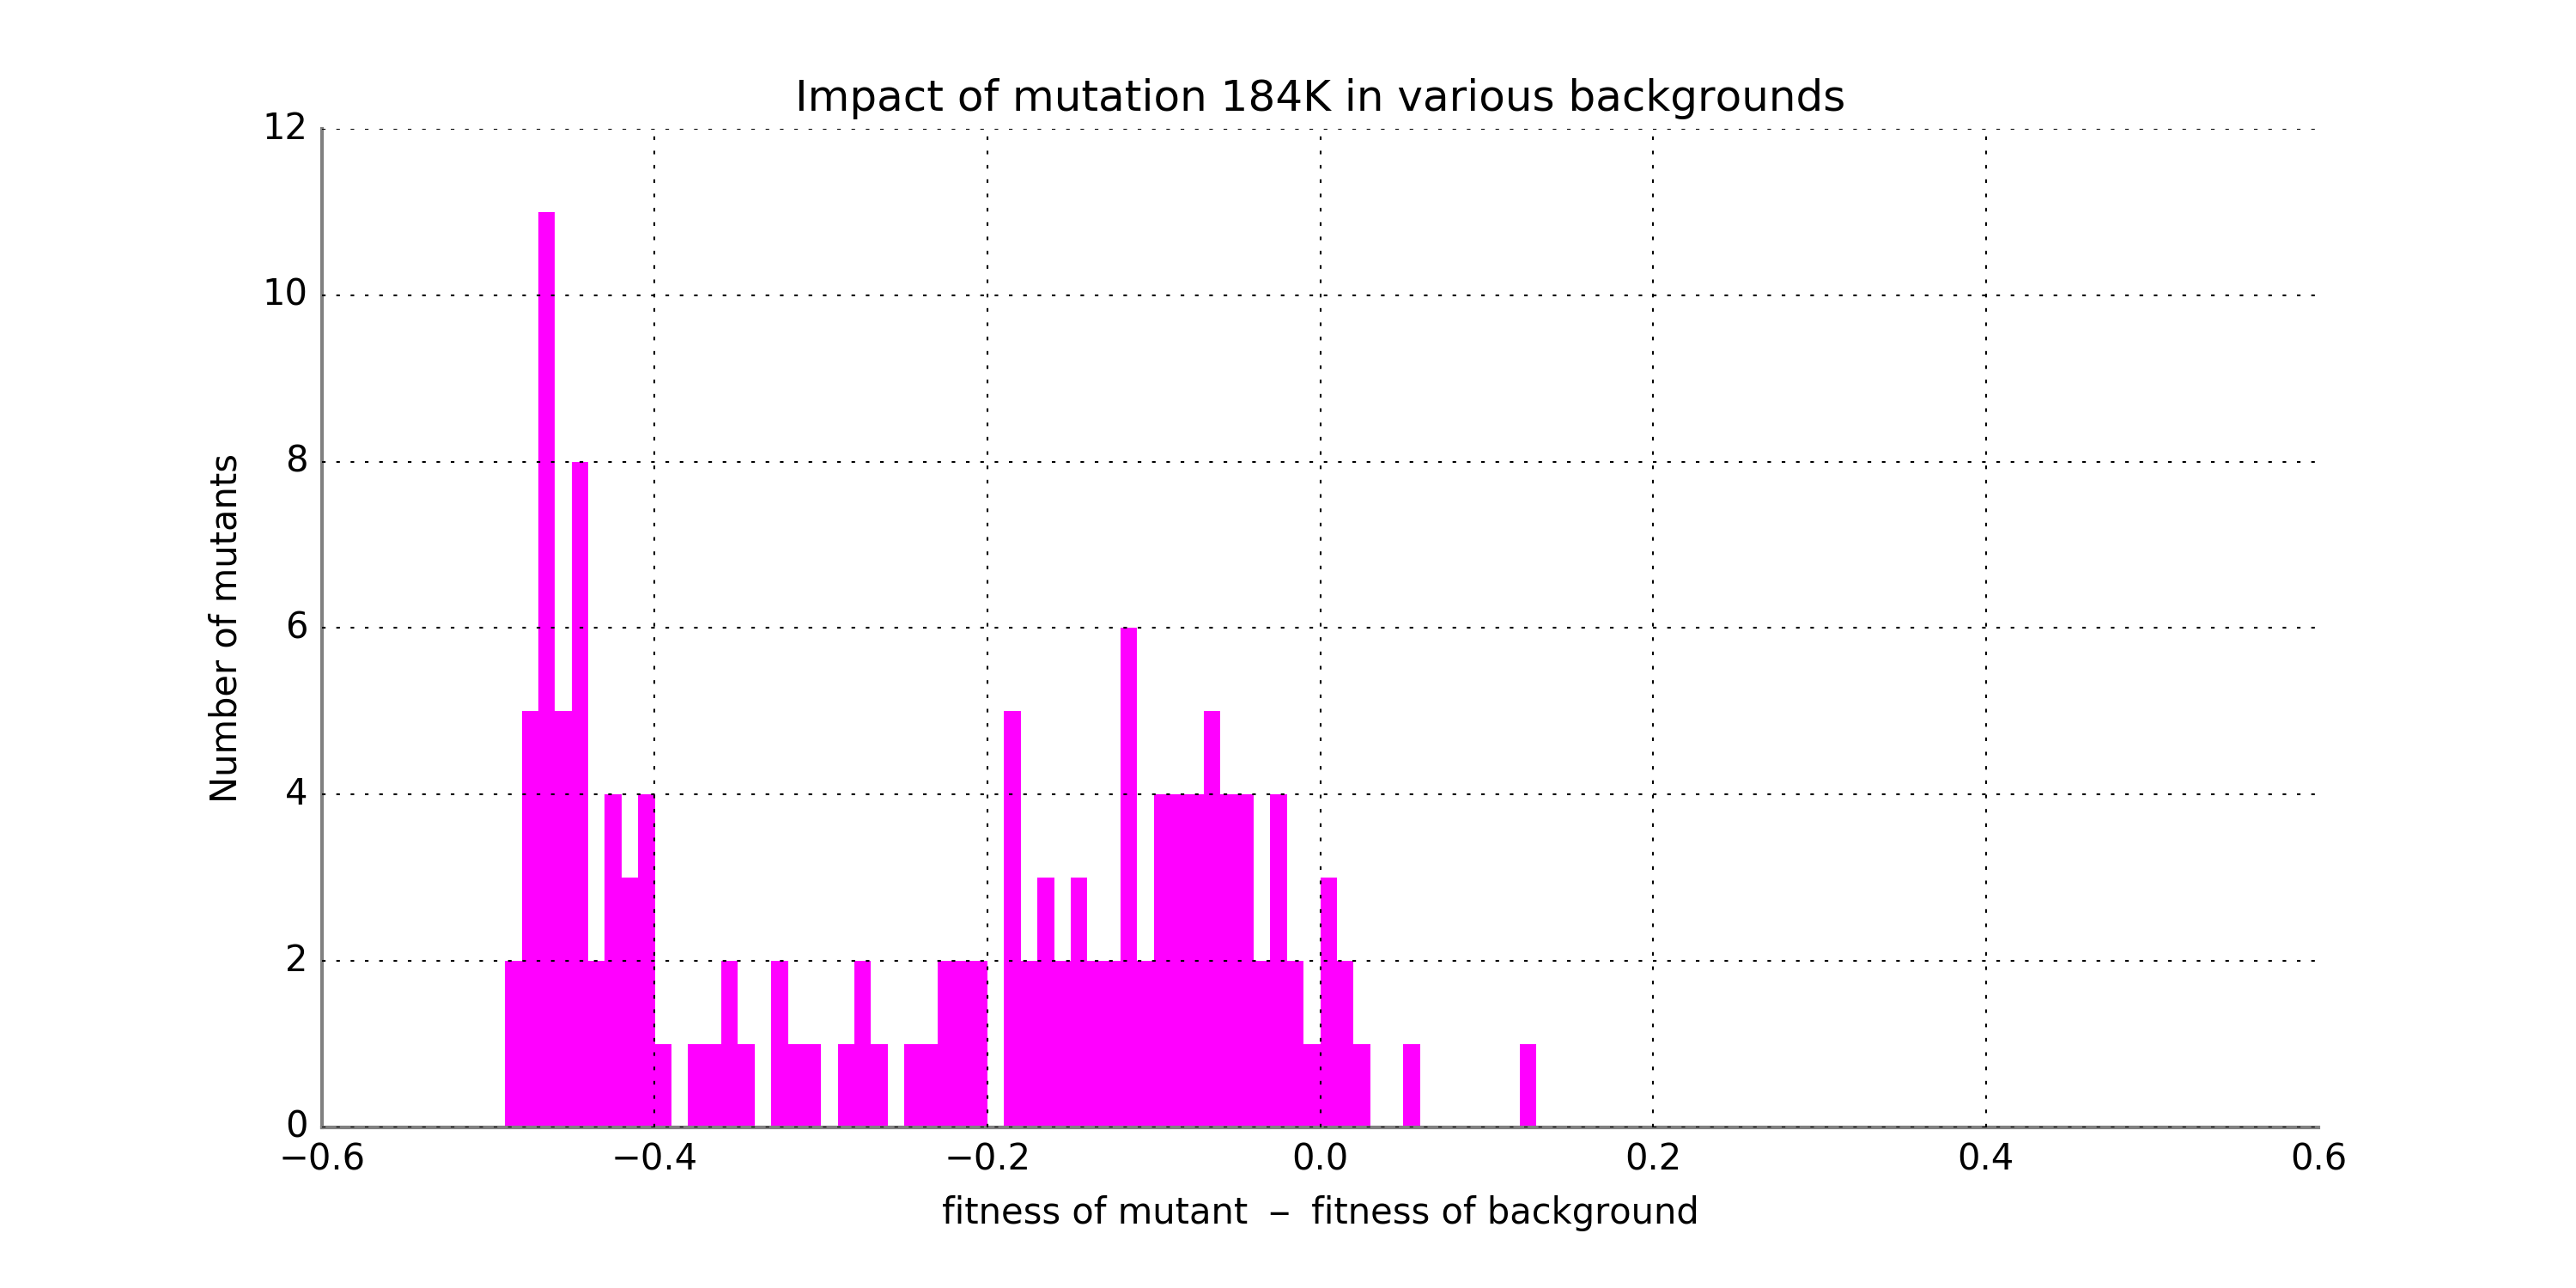 Impact of mutation 184K in various backgrounds
12
10
8
6
4
2
0
Number of mutants
−0.6 −0.4 −0.2 0.0 0.2 0.4 0.6
fitness of mutant − fitness of background